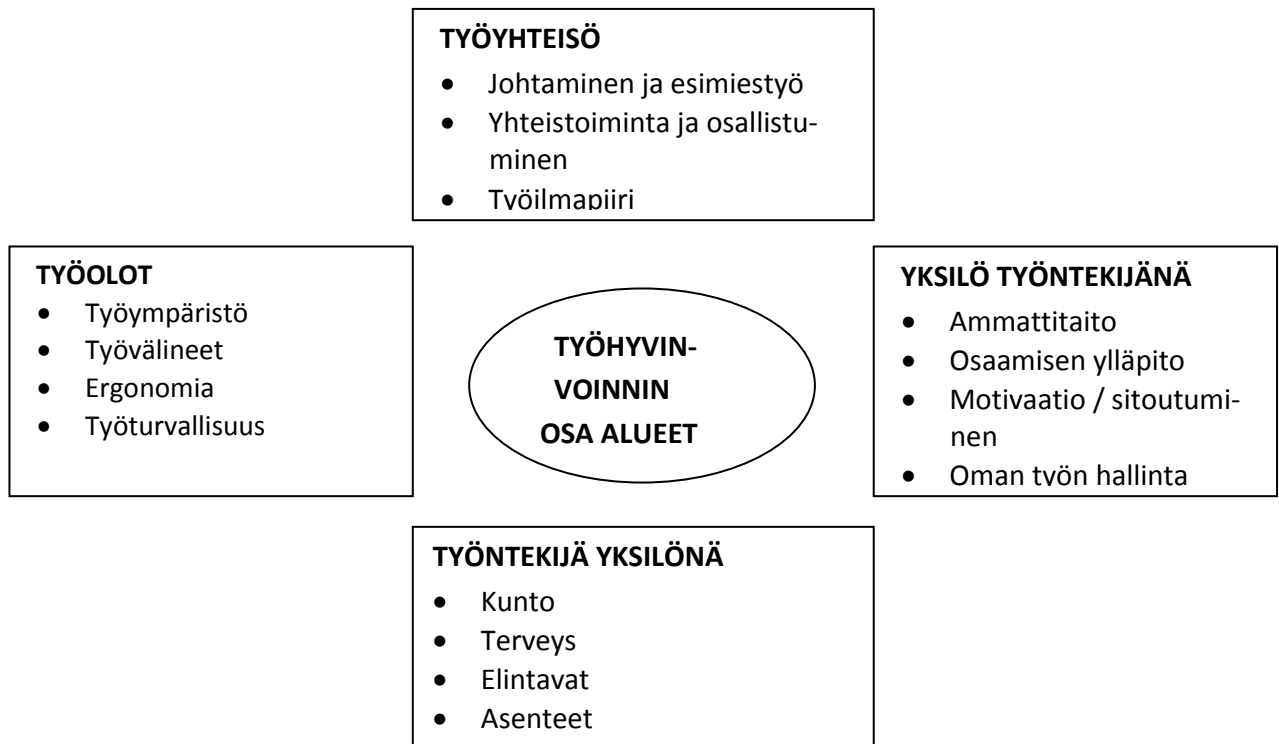 TYÖYHTEISÖ
• Johtaminen ja esimiestyö
• Yhteistoiminta ja osallistu-
minen
• Työilmapiiri
TYÖOLOT
• Työympäristö
• Työvälineet
• Ergonomia
• Työturvallisuus
TYÖHYVIN-
VOINNIN
OSA ALUEET
YKSILÖ TYÖNTEKIJÄNÄ
• Ammattitaito
• Osaamisen ylläpito
• Motivaatio / sitoutumi-
nen
• Oman työn hallinta
TYÖNTEKIJÄ YKSILÖNÄ
• Kunto
• Terveys
• Elintavat
• Asenteet